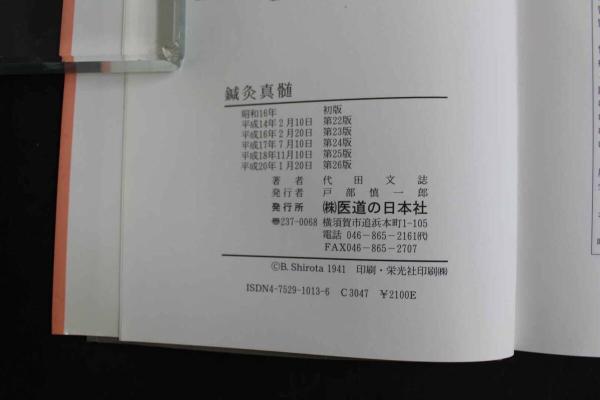 鍼灸真髄
昭和16年 初版
平成14年2月10日 第22版
平成16年2月20日 第23版
平成17年7月10日 第24版
平成18年11月10日 第25版
平成20年1月20日 第26版
著者 代田文誌
発行者 戸部慎一郎
発行所 ㈱医道の日本社
〠237-0068 横須賀市追浜本町1-105
電話 046-865-2161㈹
FAX046-865-2707
©B. Shirota 1941 印刷・栄光社印刷㈱
ISDN4-7529-1013-6 C3047 ¥2100E